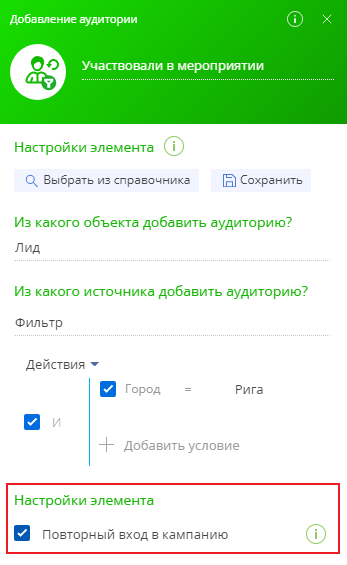 Добавление аудитории
Участвовали в мероприятии
Настройки элемента
Выбрать из справочника Сохранить
Из какого объекта добавить аудиторию?
Лид
Из какого источника добавить аудиторию?
Фильтр
Действия
Город = Рига
И
Добавить условие
Настройки элемента
Повторный вход в кампанию